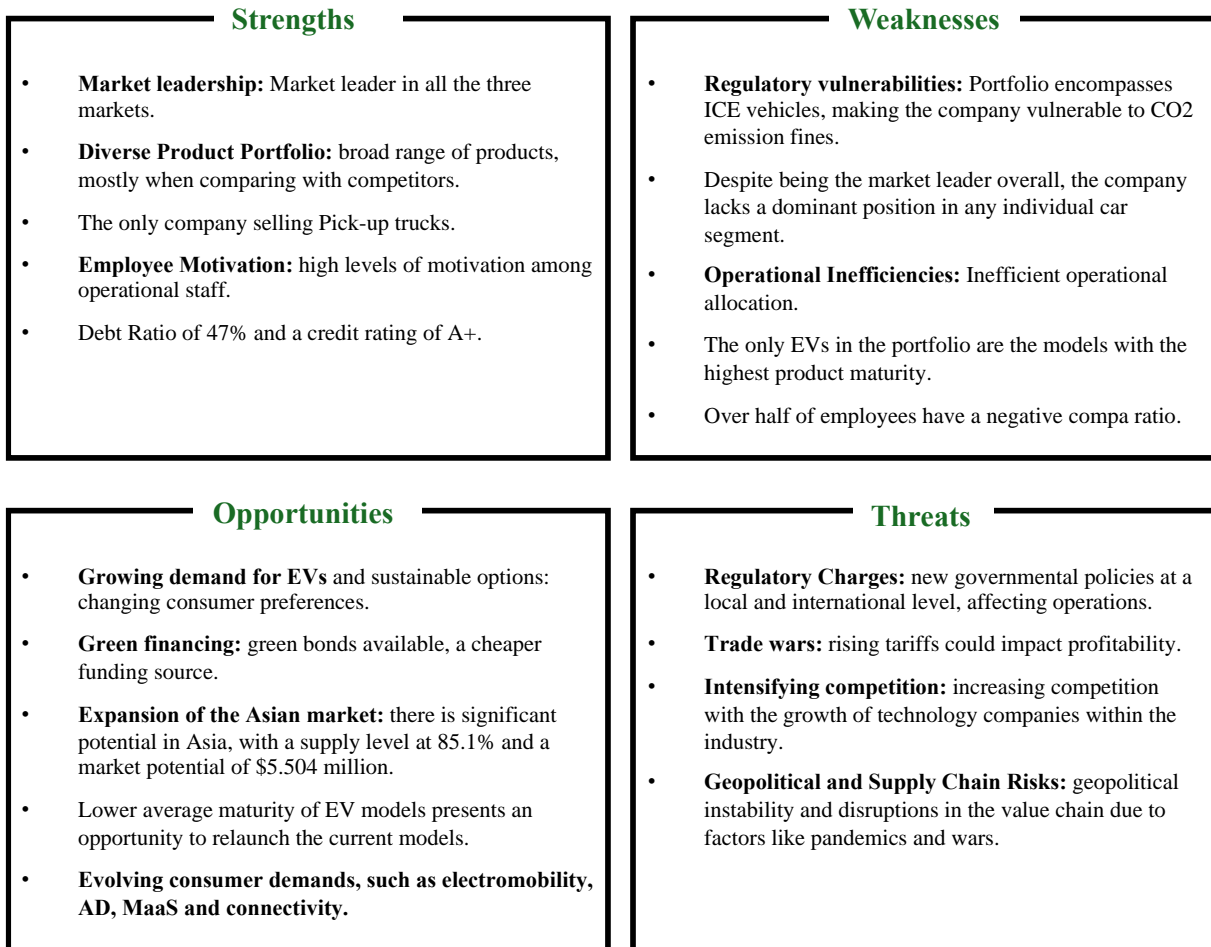 Strengths
• Market leadership: Market leader in all the three
markets.
• Diverse Product Portfolio: broad range of products,
mostly when comparing with competitors.
• The only company selling Pick-up trucks.
• Employee Motivation: high levels of motivation among
operational staff.
• Debt Ratio of 47% and a credit rating of A+.
Weaknesses
• Regulatory vulnerabilities: Portfolio encompasses
ICE vehicles, making the company vulnerable to CO2
emission fines.
• Despite being the market leader overall, the company
lacks a dominant position in any individual car
segment.
• Operational Inefficiencies: Inefficient operational
allocation.
• The only EVs in the portfolio are the models with the
highest product maturity.
• Over half of employees have a negative compa ratio.
Opportunities
• Growing demand for EVs and sustainable options:
changing consumer preferences.
• Green financing: green bonds available, a cheaper
funding source.
• Expansion of the Asian market: there is significant
potential in Asia, with a supply level at 85.1% and a
market potential of $5.504 million.
• Lower average maturity of EV models presents an
opportunity to relaunch the current models.
• Evolving consumer demands, such as electromobility,
AD, MaaS and connectivity.
Threats
• Regulatory Charges: new governmental policies at a
local and international level, affecting operations.
• Trade wars: rising tariffs could impact profitability.
• Intensifying competition: increasing competition
with the growth of technology companies within the
industry.
• Geopolitical and Supply Chain Risks: geopolitical
instability and disruptions in the value chain due to
factors like pandemics and wars.